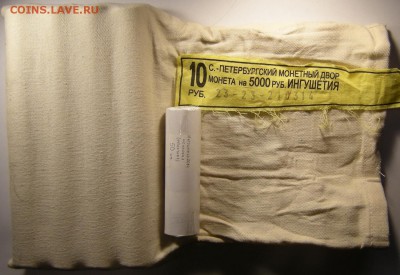 COINS.LAVE.RU
10 РУБ.
С.-ПЕТЕРБУРГСКИЙ МОНЕТНЫЙ ДВОР
МОНЕТА на 5000 РУБ. ИНГУШЕТИЯ